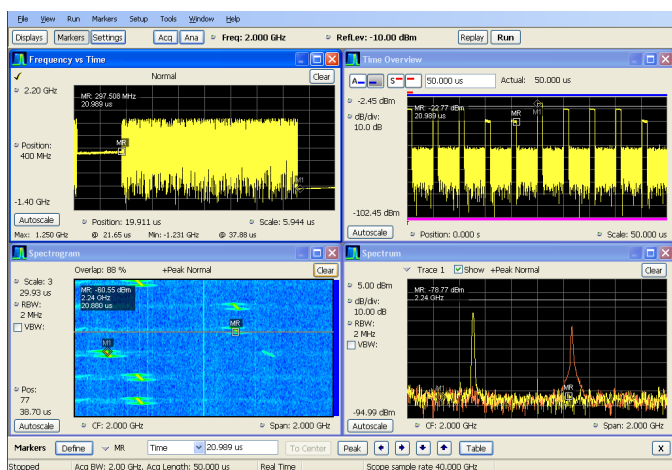 File View Run Markers Setup Tools Window Help
Displays Markers Settings Acq Ana Freq: 2.000 GHz RefLev: -10.00 dBm Replay Run
Frequency vs Time
Normal Clear
2.20 GHz
MR: 297.508 MHz
20.989 us
Position:
400 MHz
MR
M1
-1.40 GHz
Autoscale Position: 19.911 us Scale: 5.944 us
Max: 1.250 GHz @ 21.65 us Min: -1.231 GHz @ 37.88 us
Time Overview
A S 50.000 us Actual: 50.000 us
-2.45 dBm
dB/div:
10.0 dB
MR: -22.77 dBm
20.989 us
MR
M1
-102.45 dBm
Autoscale Position: 0.000 s Scale: 50.000 us
Spectrogram
Overlap: 88 % +Peak Normal Clear
Scale: 3
29.93 us
RBW:
2 MHz
VBW:
MR: -60.55 dBm
2.24 GHz
20.880 us
MR
M1
Pos:
77
38.70 us
Autoscale CF: 2.000 GHz Span: 2.000 GHz
Spectrum
Trace 1 Show +Peak Normal Clear
5.00 dBm
dB/div:
10.00 dB
RBW:
2 MHz
VBW:
MR: -78.77 dBm
2.24 GHz
M1
MR
-94.99 dBm
Autoscale CF: 2.000 GHz Span: 2.000 GHz
Markers Define MR Time 20.989 us To Center Peak Table X
Stopped Acq BW: 2.00 GHz, Acq Length: 50.000 us Real Time Scope sample rate 40.000 GHz